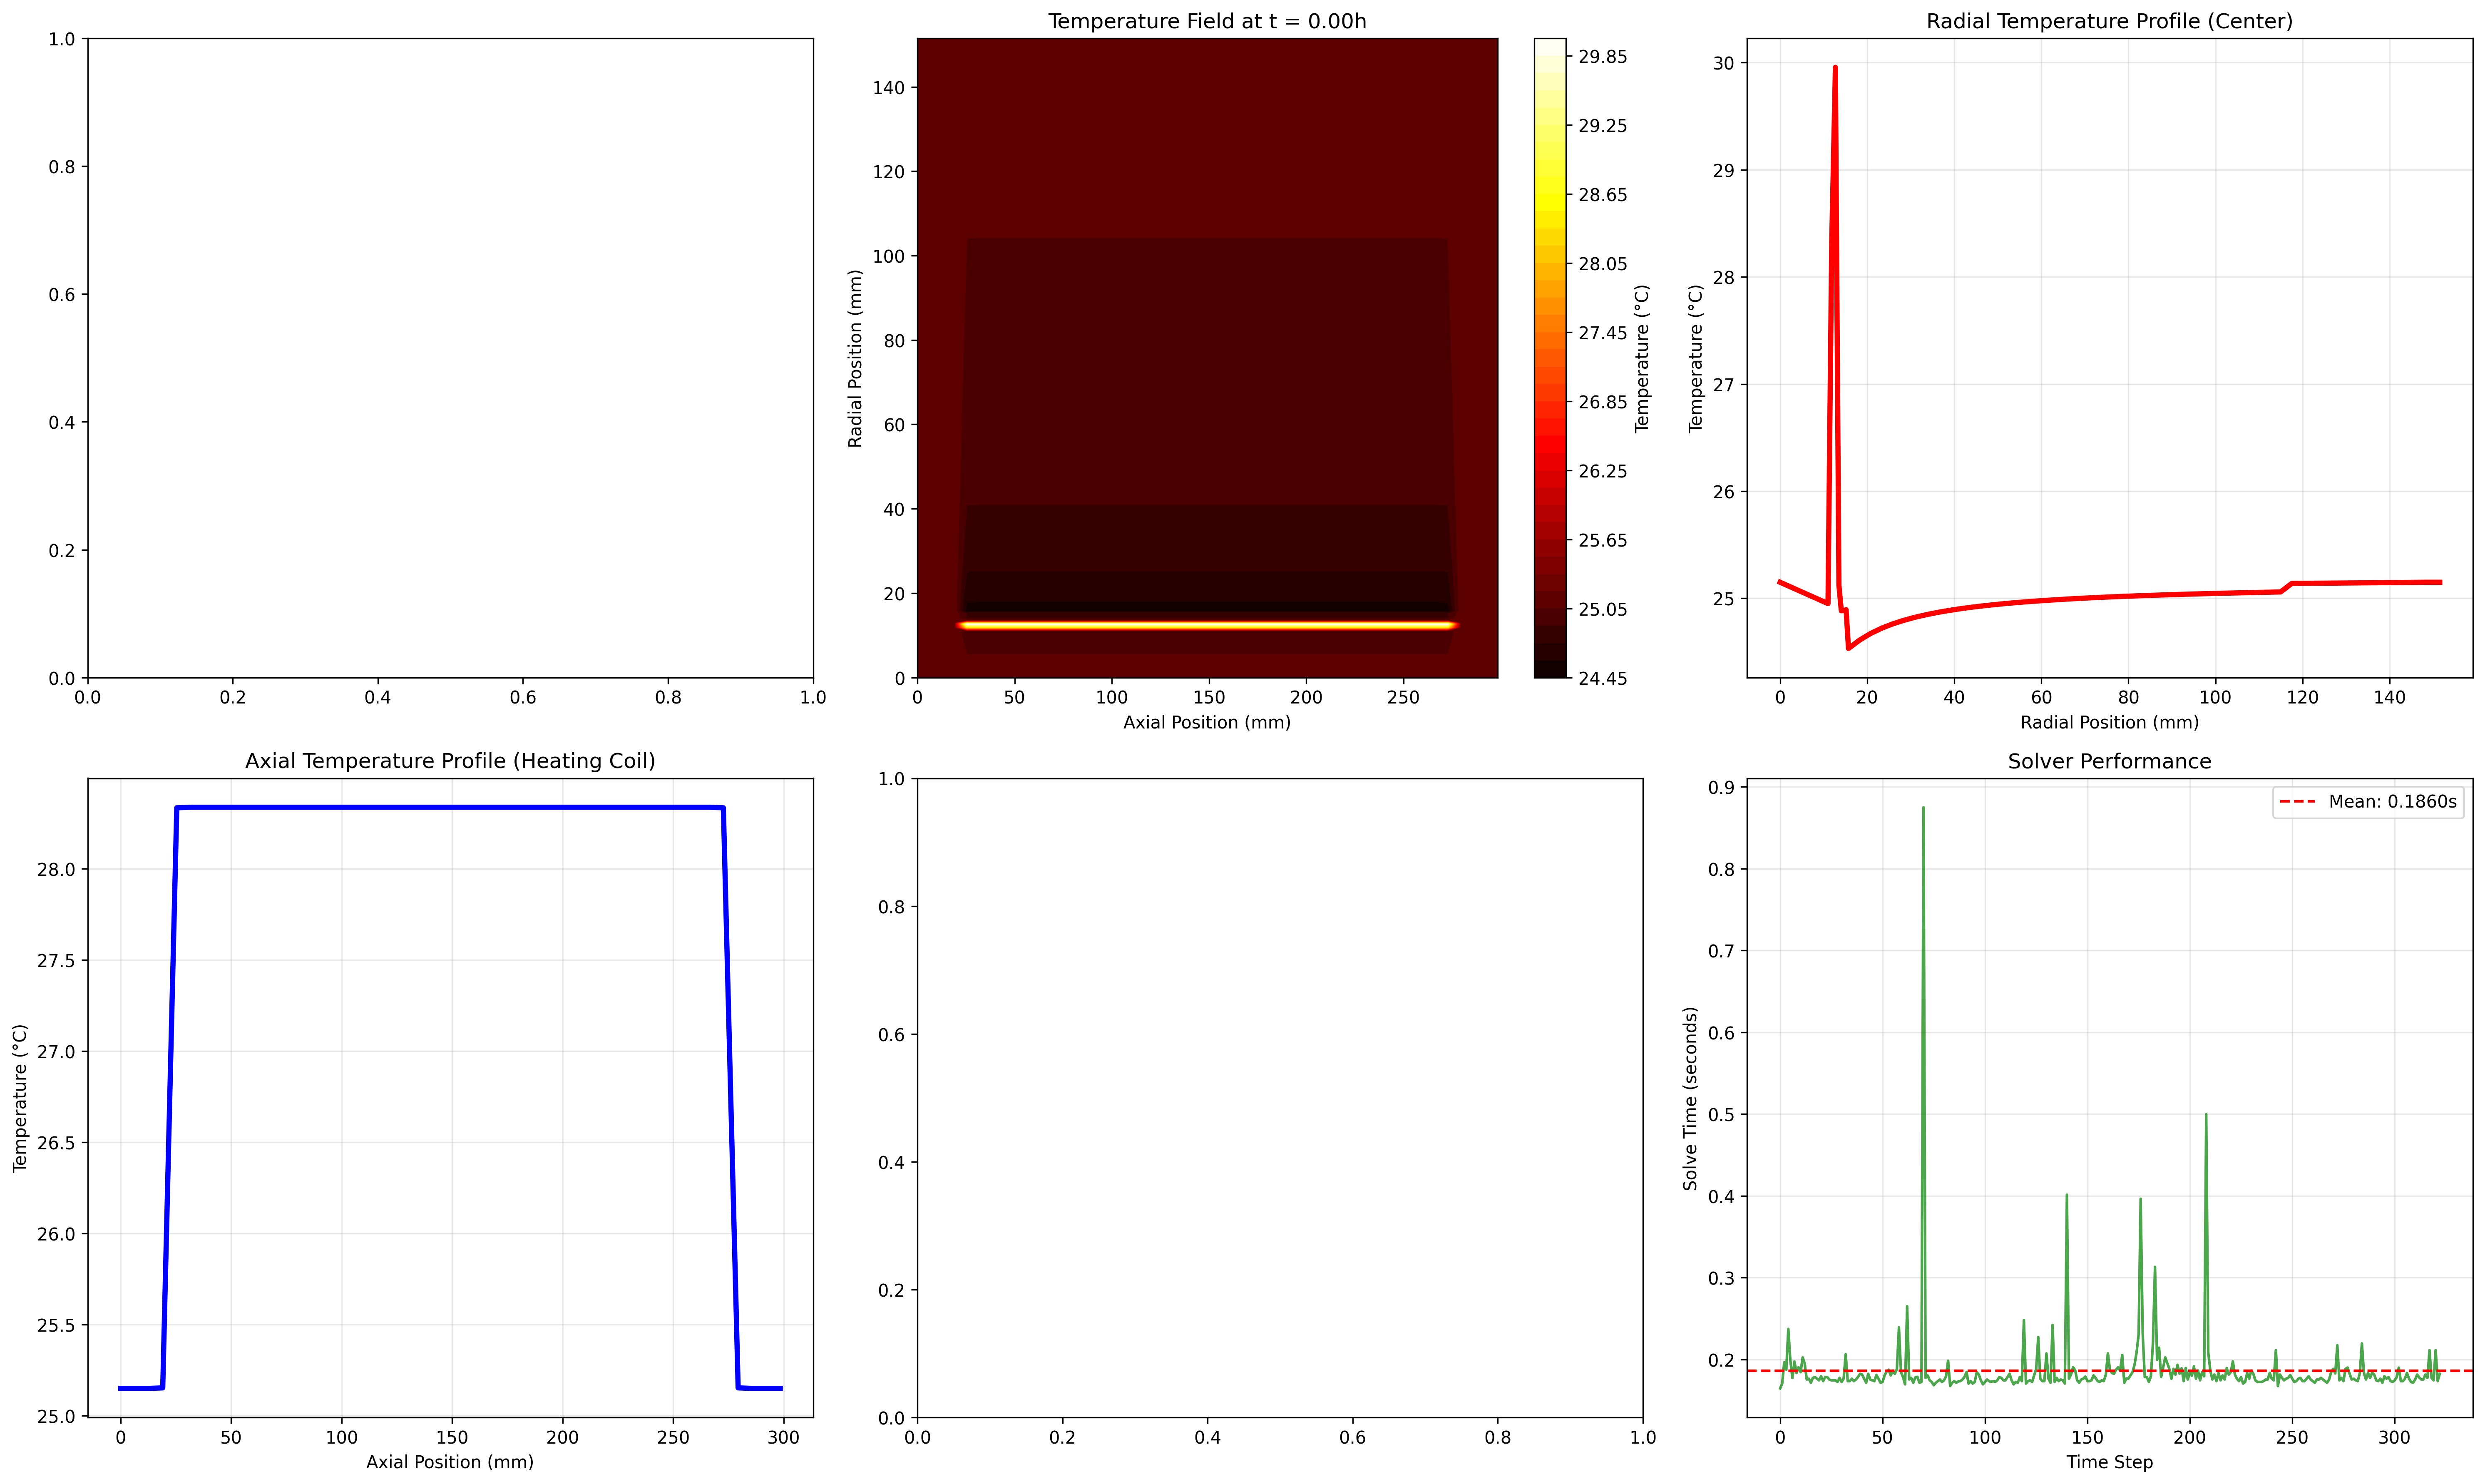 1.0
0.8
0.6
0.4
0.2
0.0
0.0 0.2 0.4 0.6 0.8 1.0
Temperature Field at t = 0.00h
140
120
100
80
60
40
20
0
0 50 100 150 200 250
Radial Position (mm)
Axial Position (mm)
29.85
29.25
28.65
28.05
27.45
26.85
26.25
25.65
25.05
24.45
Temperature (°C)
Radial Temperature Profile (Center)
30
29
28
27
26
25
0 20 40 60 80 100 120 140
Temperature (°C)
Radial Position (mm)
Axial Temperature Profile (Heating Coil)
28.0
27.5
27.0
26.5
26.0
25.5
25.0
0 50 100 150 200 250 300
Temperature (°C)
Axial Position (mm)
1.0
0.8
0.6
0.4
0.2
0.0
0.0 0.2 0.4 0.6 0.8 1.0
Solver Performance
Mean: 0.1860s
0.9
0.8
0.7
0.6
0.5
0.4
0.3
0.2
0 50 100 150 200 250 300
Solve Time (seconds)
Time Step